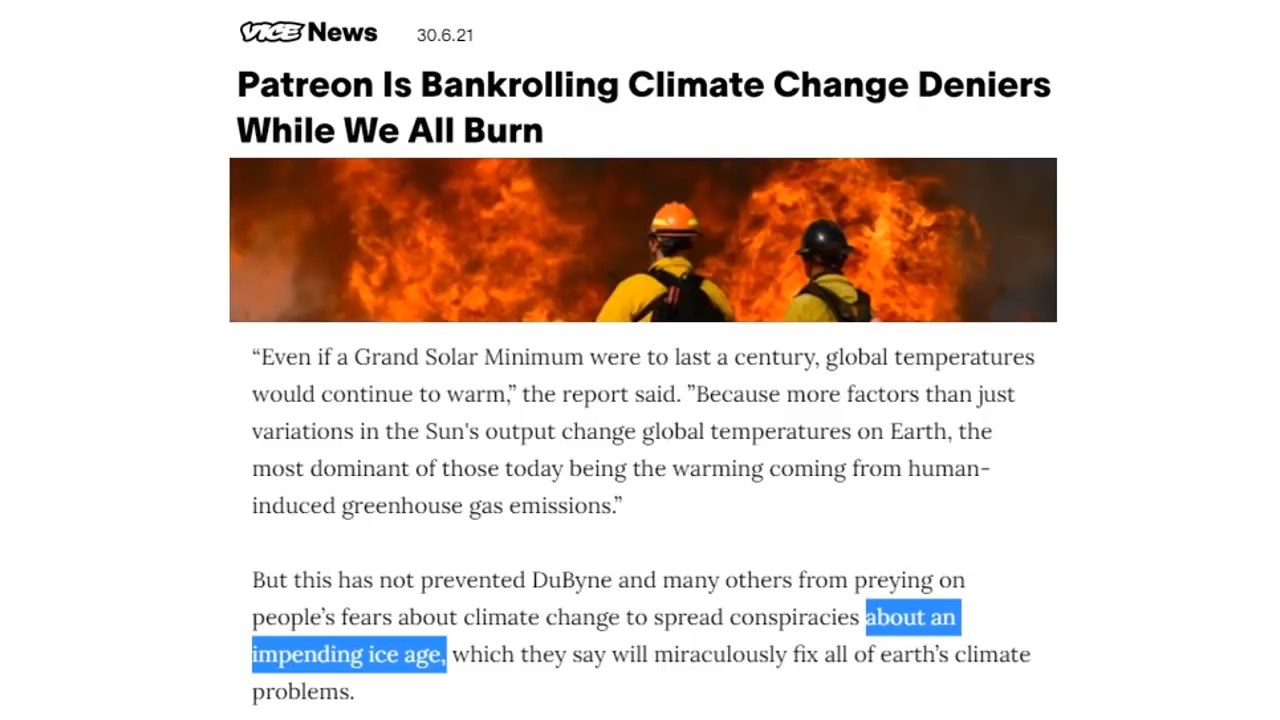 VICE News 30.6.21
Patreon Is Bankrolling Climate Change Deniers
While We All Burn
“Even if a Grand Solar Minimum were to last a century, global temperatures
would continue to warm,” the report said. ”Because more factors than just
variations in the Sun's output change global temperatures on Earth, the
most dominant of those today being the warming coming from human-
induced greenhouse gas emissions.”
But this has not prevented DuByne and many others from preying on
people’s fears about climate change to spread conspiracies about an
impending ice age, which they say will miraculously fix all of earth’s climate
problems.